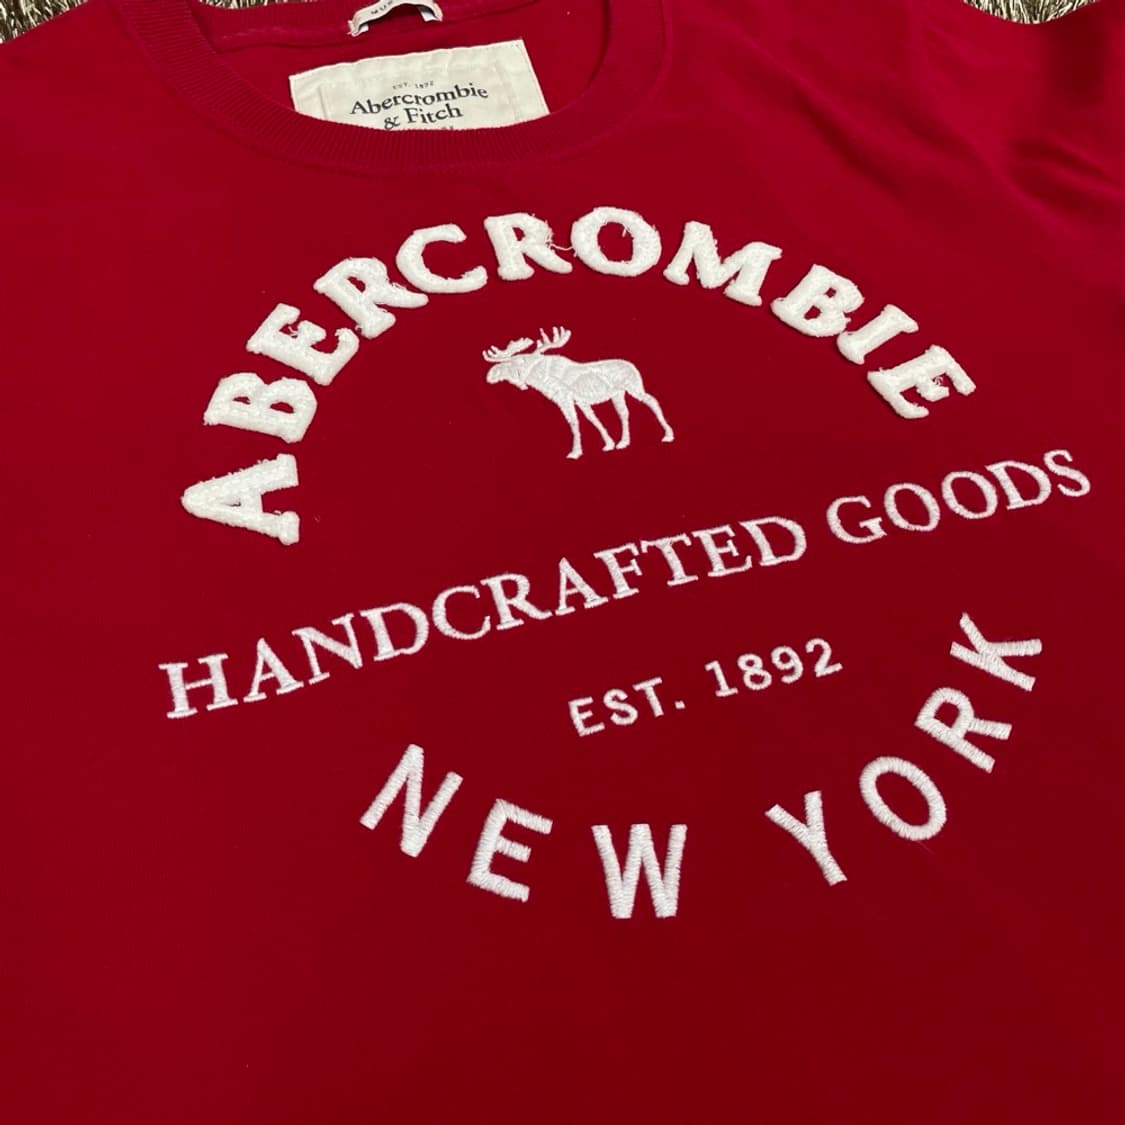 EST. 1892
Abercrombie
& Fitch
ABERCROMBIE
HANDCRAFTED GOODS
EST. 1892
NEW YORK